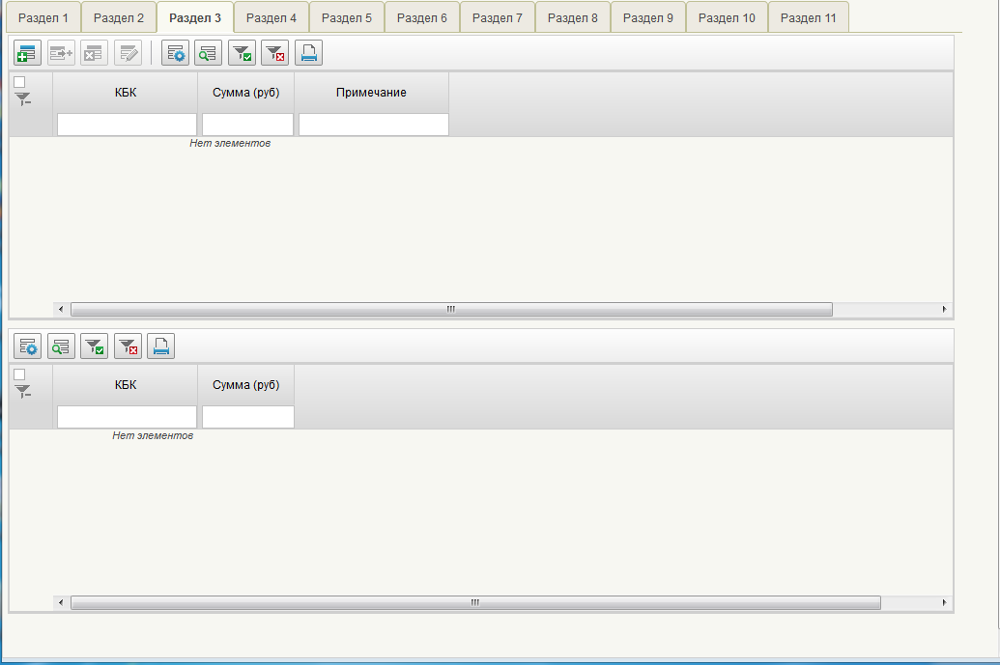 Раздел 1 Раздел 2 Раздел 3 Раздел 4 Раздел 5 Раздел 6 Раздел 7 Раздел 8 Раздел 9 Раздел 10 Раздел 11
КБК Сумма (руб) Примечание
Нет элементов
КБК Сумма (руб)
Нет элементов